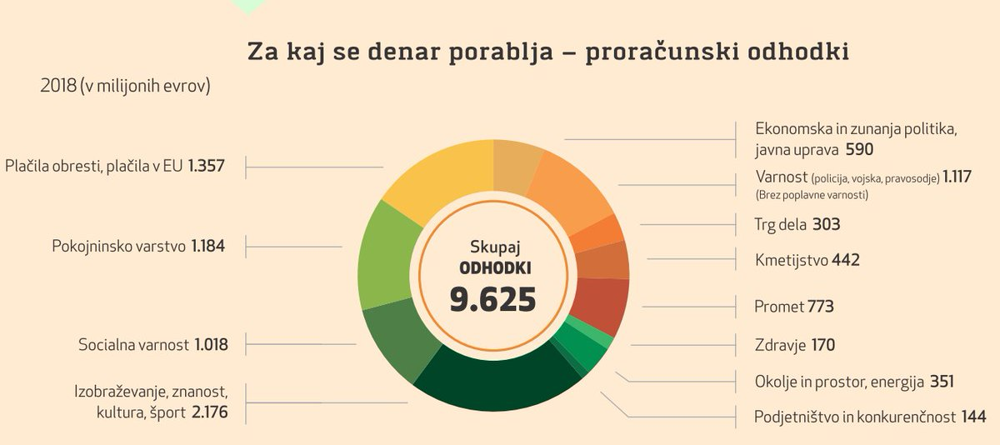 Za kaj se denar porablja – proračunski odhodki
2018 (v milijonih evrov)
Plačila obresti, plačila v EU 1.357
Pokojninsko varstvo 1.184
Socialna varnost 1.018
Izobraževanje, znanost,
kultura, šport 2.176
Skupaj
ODHODKI
9.625
Ekonomska in zunanja politika,
javna uprava 590
Varnost (policija, vojska, pravosodje) 1.117
(Brez poplavne varnosti)
Trg dela 303
Kmetijstvo 442
Promet 773
Zdravje 170
Okolje in prostor, energija 351
Podjetništvo in konkurenčnost 144